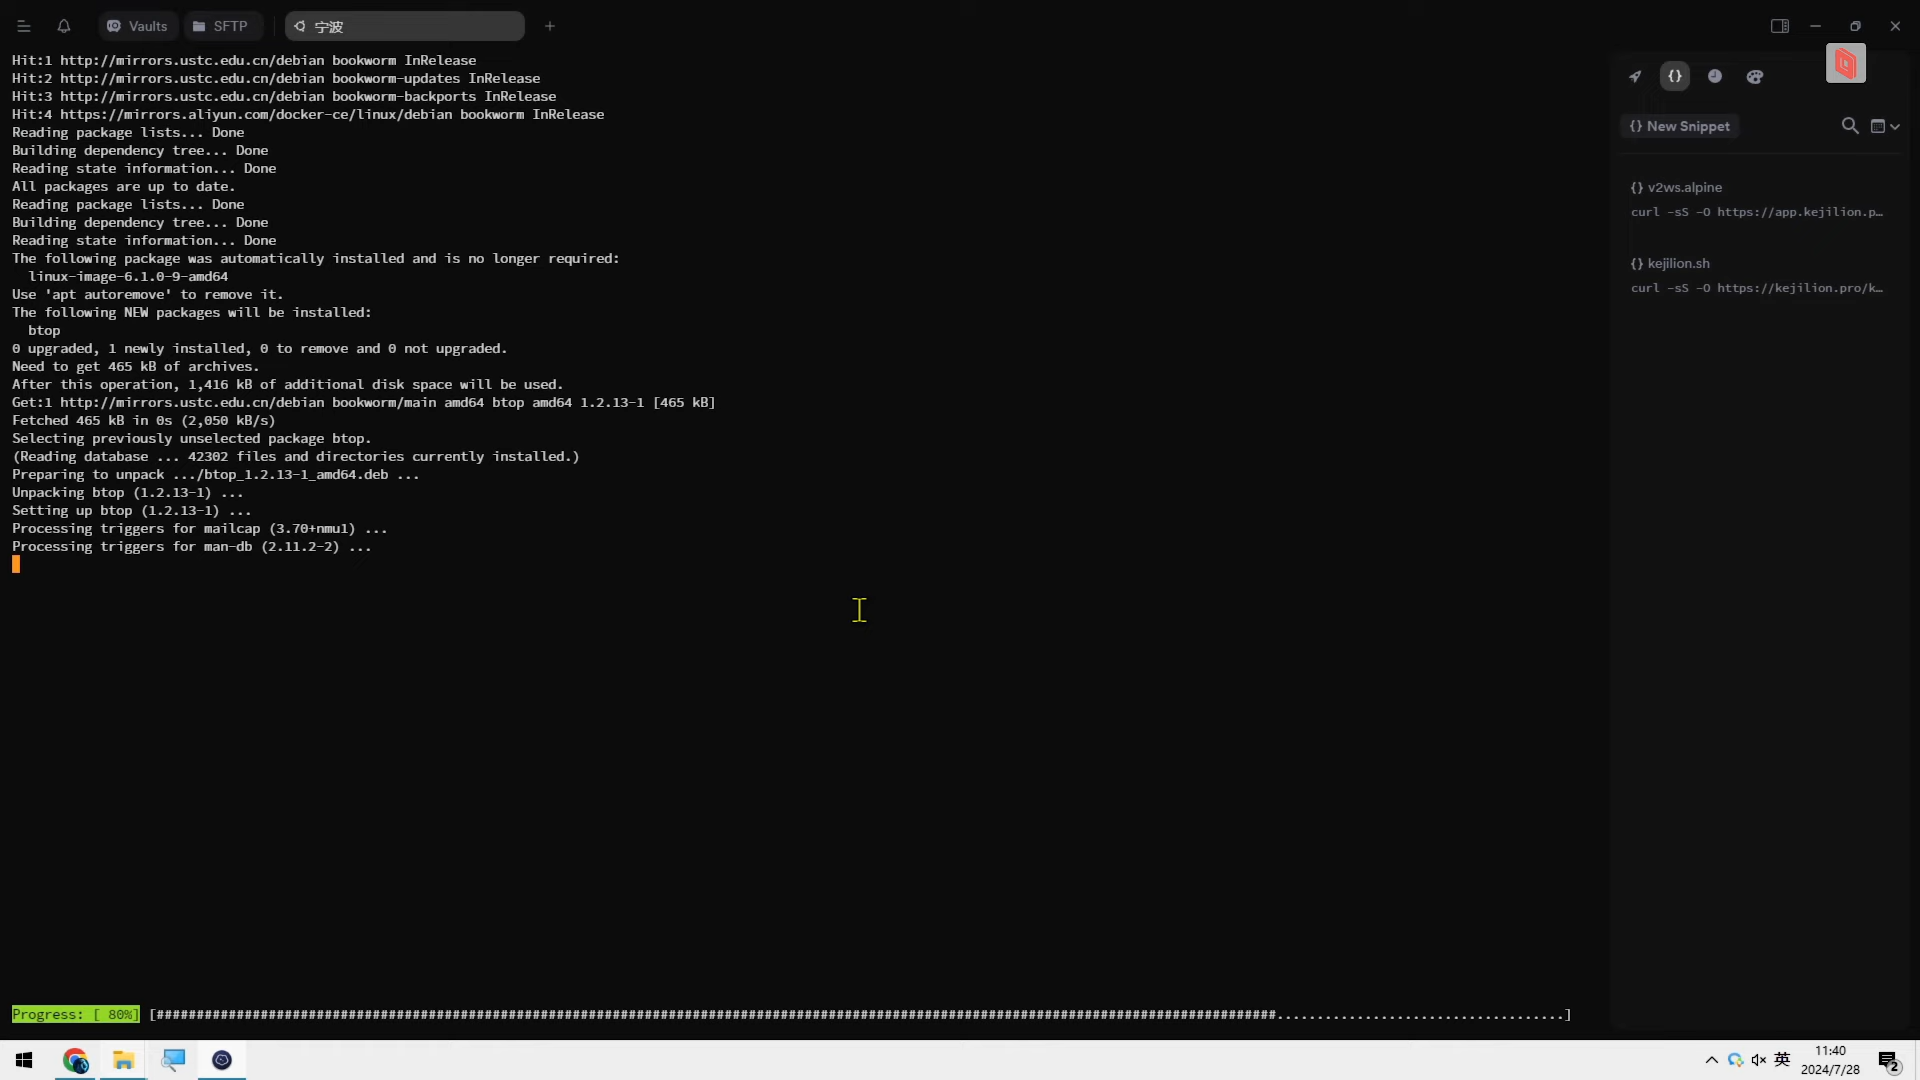 Vaults
SFTP
宁波
Hit:1 http://mirrors.ustc.edu.cn/debian bookworm InRelease
Hit:2 http://mirrors.ustc.edu.cn/debian bookworm-updates InRelease
Hit:3 http://mirrors.ustc.edu.cn/debian bookworm-backports InRelease
Hit:4 https://mirrors.aliyun.com/docker-ce/linux/debian bookworm InRelease
Reading package lists... Done
Building dependency tree... Done
Reading state information... Done
All packages are up to date.
Reading package lists... Done
Building dependency tree... Done
Reading state information... Done
The following package was automatically installed and is no longer required:
linux-image-6.1.0-9-amd64
Use 'apt autoremove' to remove it.
The following NEW packages will be installed:
btop
0 upgraded, 1 newly installed, 0 to remove and 0 not upgraded.
Need to get 465 kB of archives.
After this operation, 1,416 kB of additional disk space will be used.
Get:1 http://mirrors.ustc.edu.cn/debian bookworm/main amd64 btop amd64 1.2.13-1 [465 kB]
Fetched 465 kB in 0s (2,050 kB/s)
Selecting previously unselected package btop.
(Reading database ... 42302 files and directories currently installed.)
Preparing to unpack .../btop_1.2.13-1_amd64.deb ...
Unpacking btop (1.2.13-1) ...
Setting up btop (1.2.13-1) ...
Processing triggers for mailcap (3.70+nmu1) ...
Processing triggers for man-db (2.11.2-2) ...
Progress: [ 80%] [############################################################################################################################################....................................]
{} New Snippet
{} v2ws.alpine
curl -sS -O https://app.kejilion.p…
{} kejilion.sh
curl -sS -O https://kejilion.pro/k…
英
11:40
2024/7/28
2